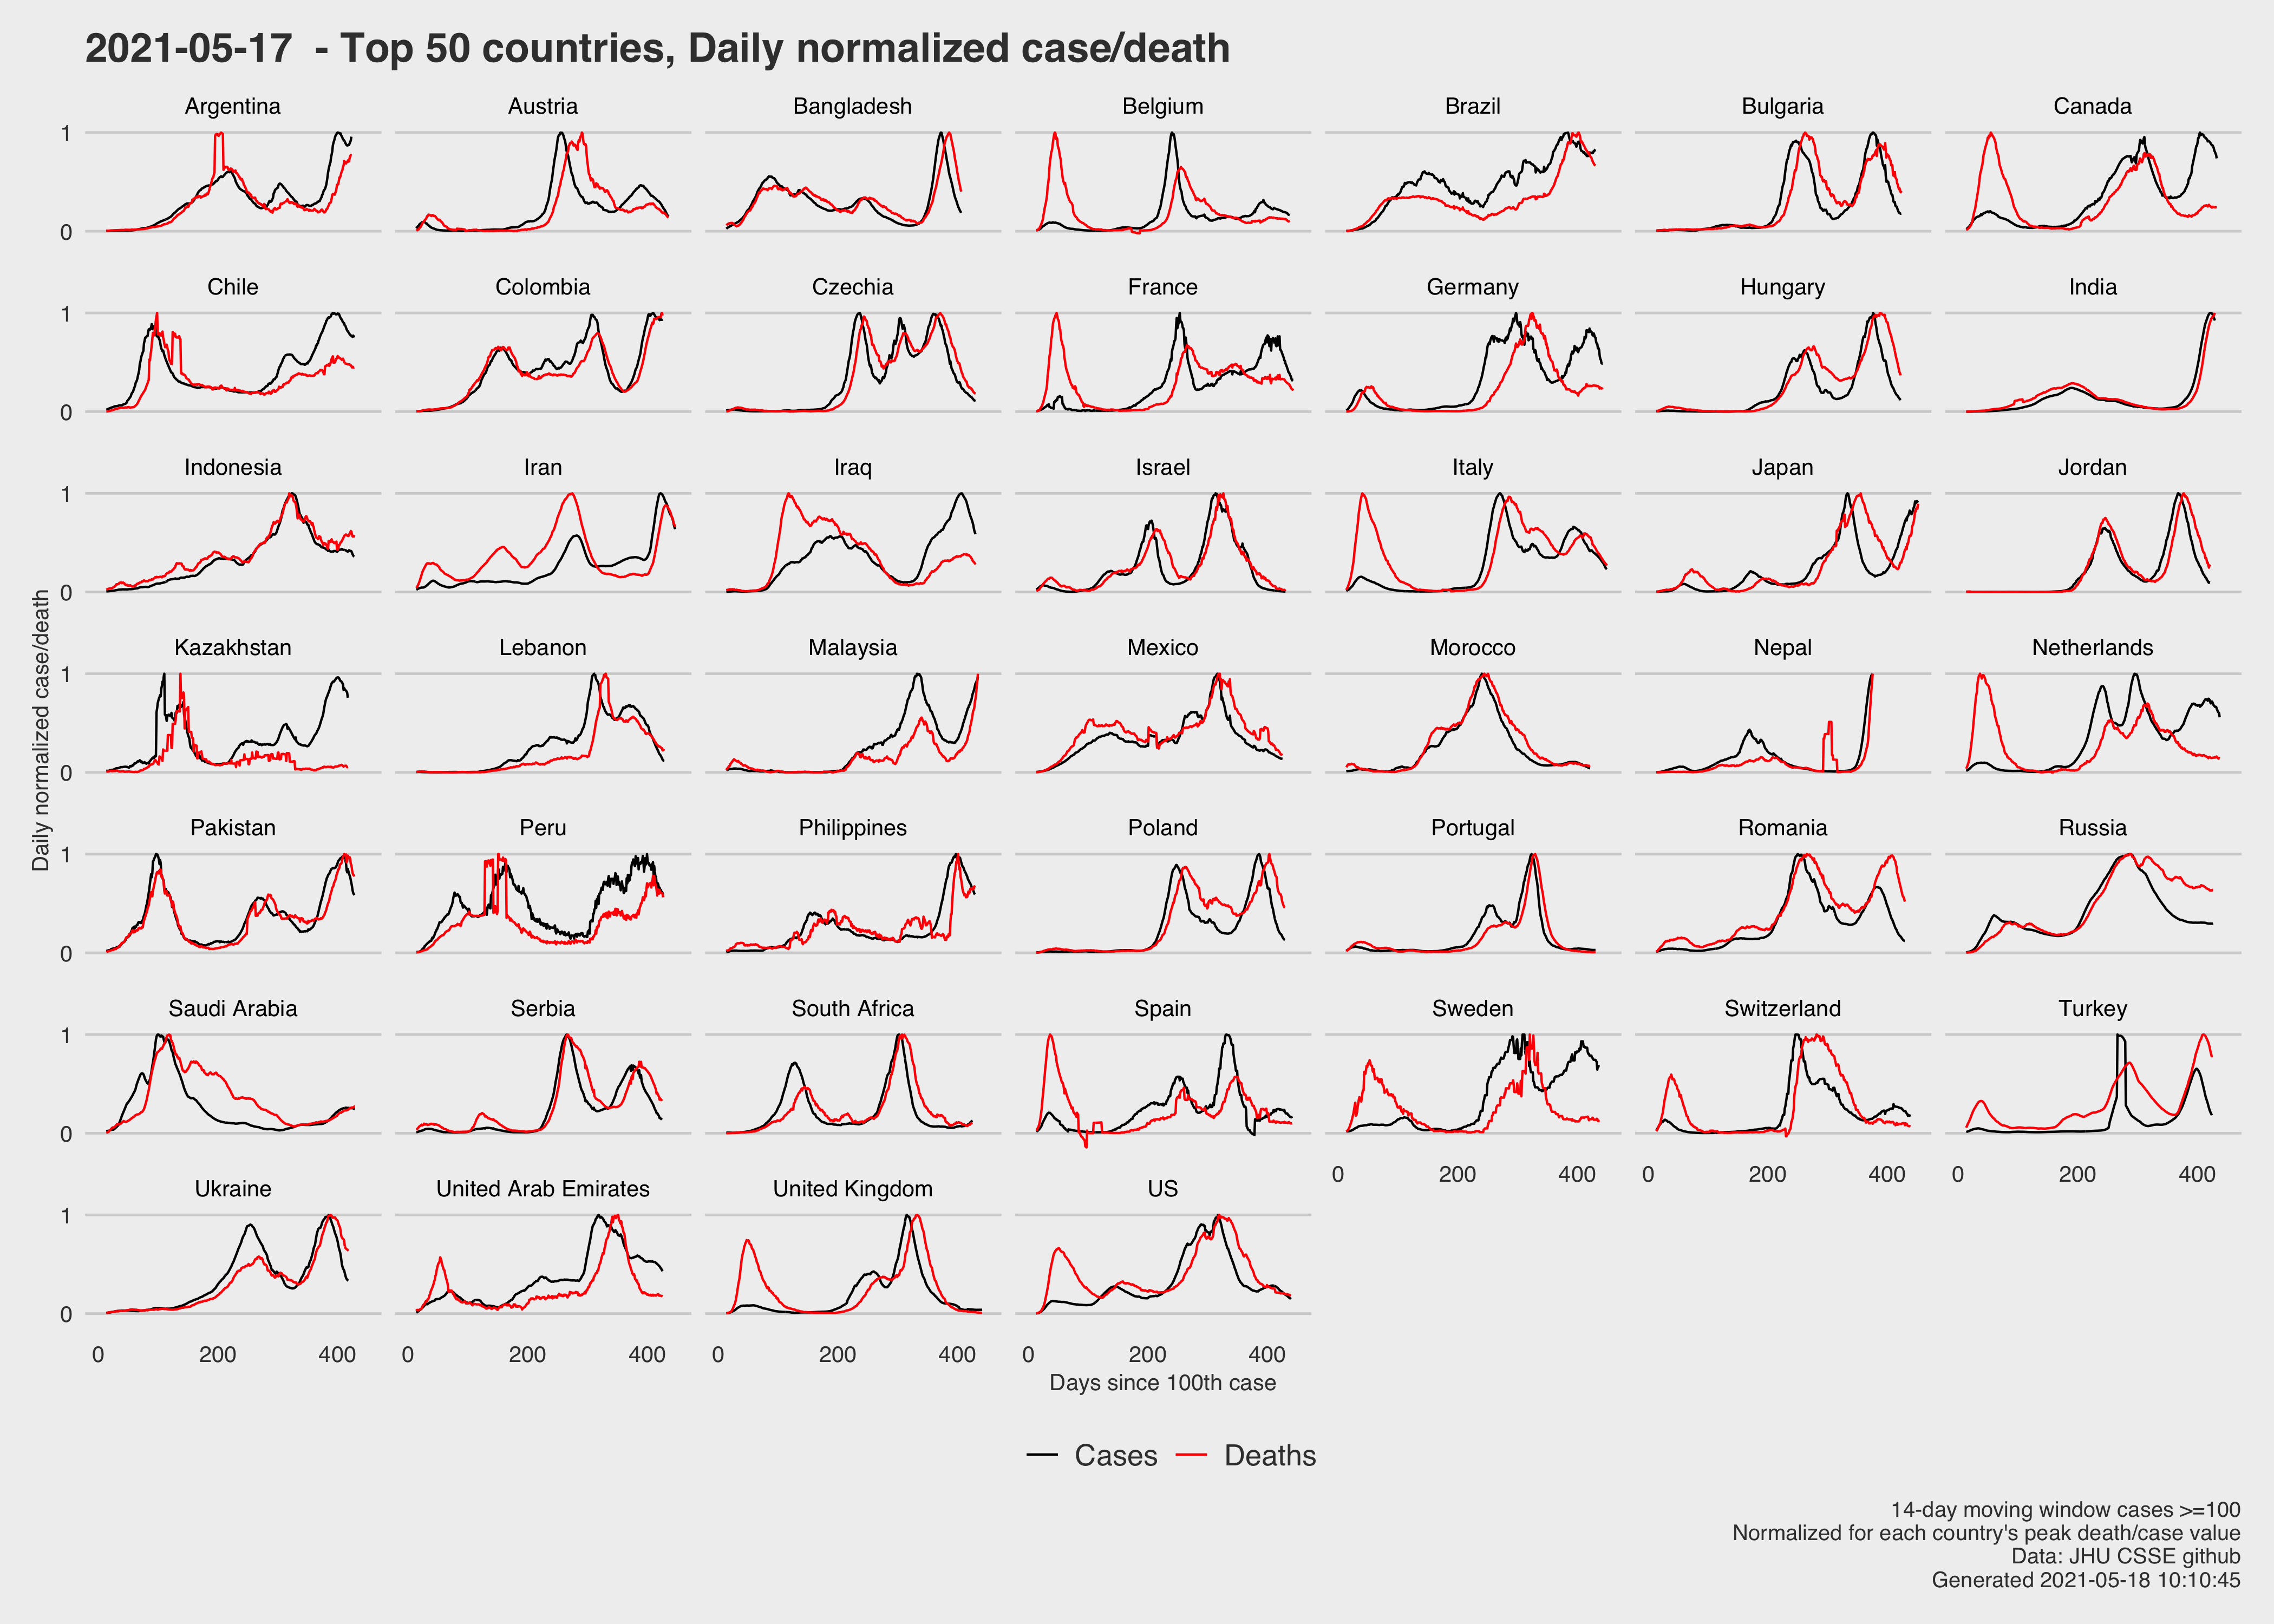 2021-05-17  - Top 50 countries, Daily normalized case/death
Argentina Austria Bangladesh Belgium Brazil Bulgaria Canada
1
0
Chile Colombia Czechia France Germany Hungary India
1
0
Indonesia Iran Iraq Israel Italy Japan Jordan
1
0
Kazakhstan Lebanon Malaysia Mexico Morocco Nepal Netherlands
1
0
Daily normalized case/death
Pakistan Peru Philippines Poland Portugal Romania Russia
1
0
Saudi Arabia Serbia South Africa Spain Sweden Switzerland Turkey
1
0
0 200 400 0 200 400 0 200 400
Ukraine United Arab Emirates United Kingdom US
1
0
0 200 400 0 200 400 0 200 400 0 200 400
Days since 100th case
Cases Deaths
14-day moving window cases >=100
Normalized for each country's peak death/case value
Data: JHU CSSE github
Generated 2021-05-18 10:10:45